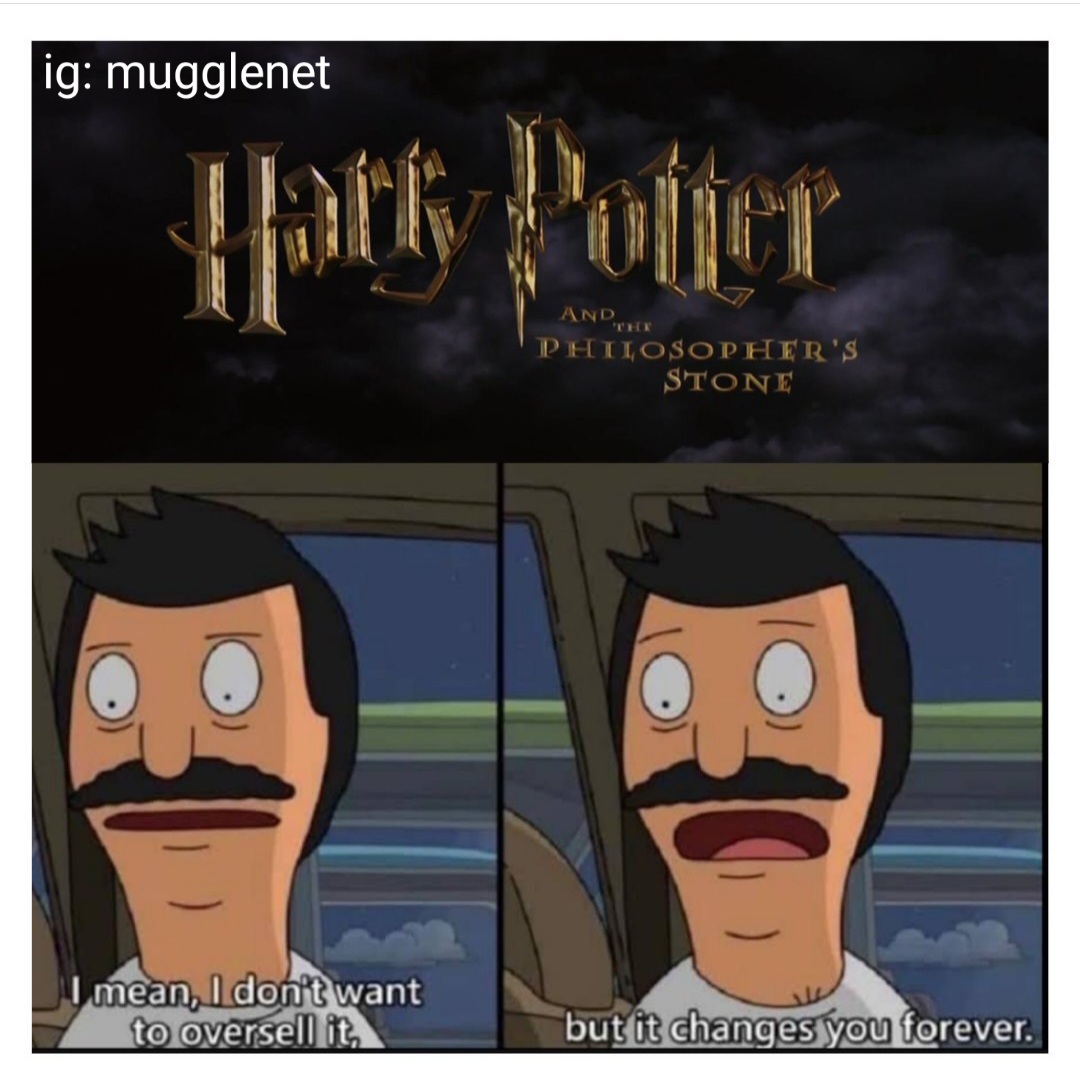 ig: mugglenet
Harry Potter
AND
THE
PHILOSOPHER'S
STONE
I mean, I don't want
to oversell it,
but it changes you forever.